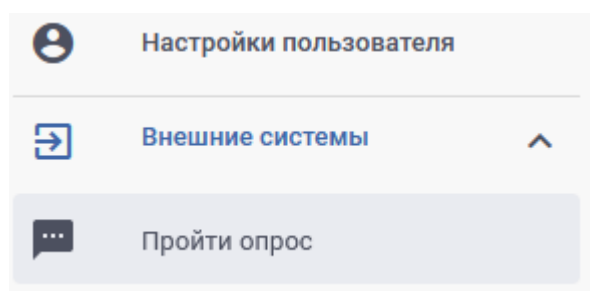 Настройки пользователя
Внешние системы
Пройти опрос